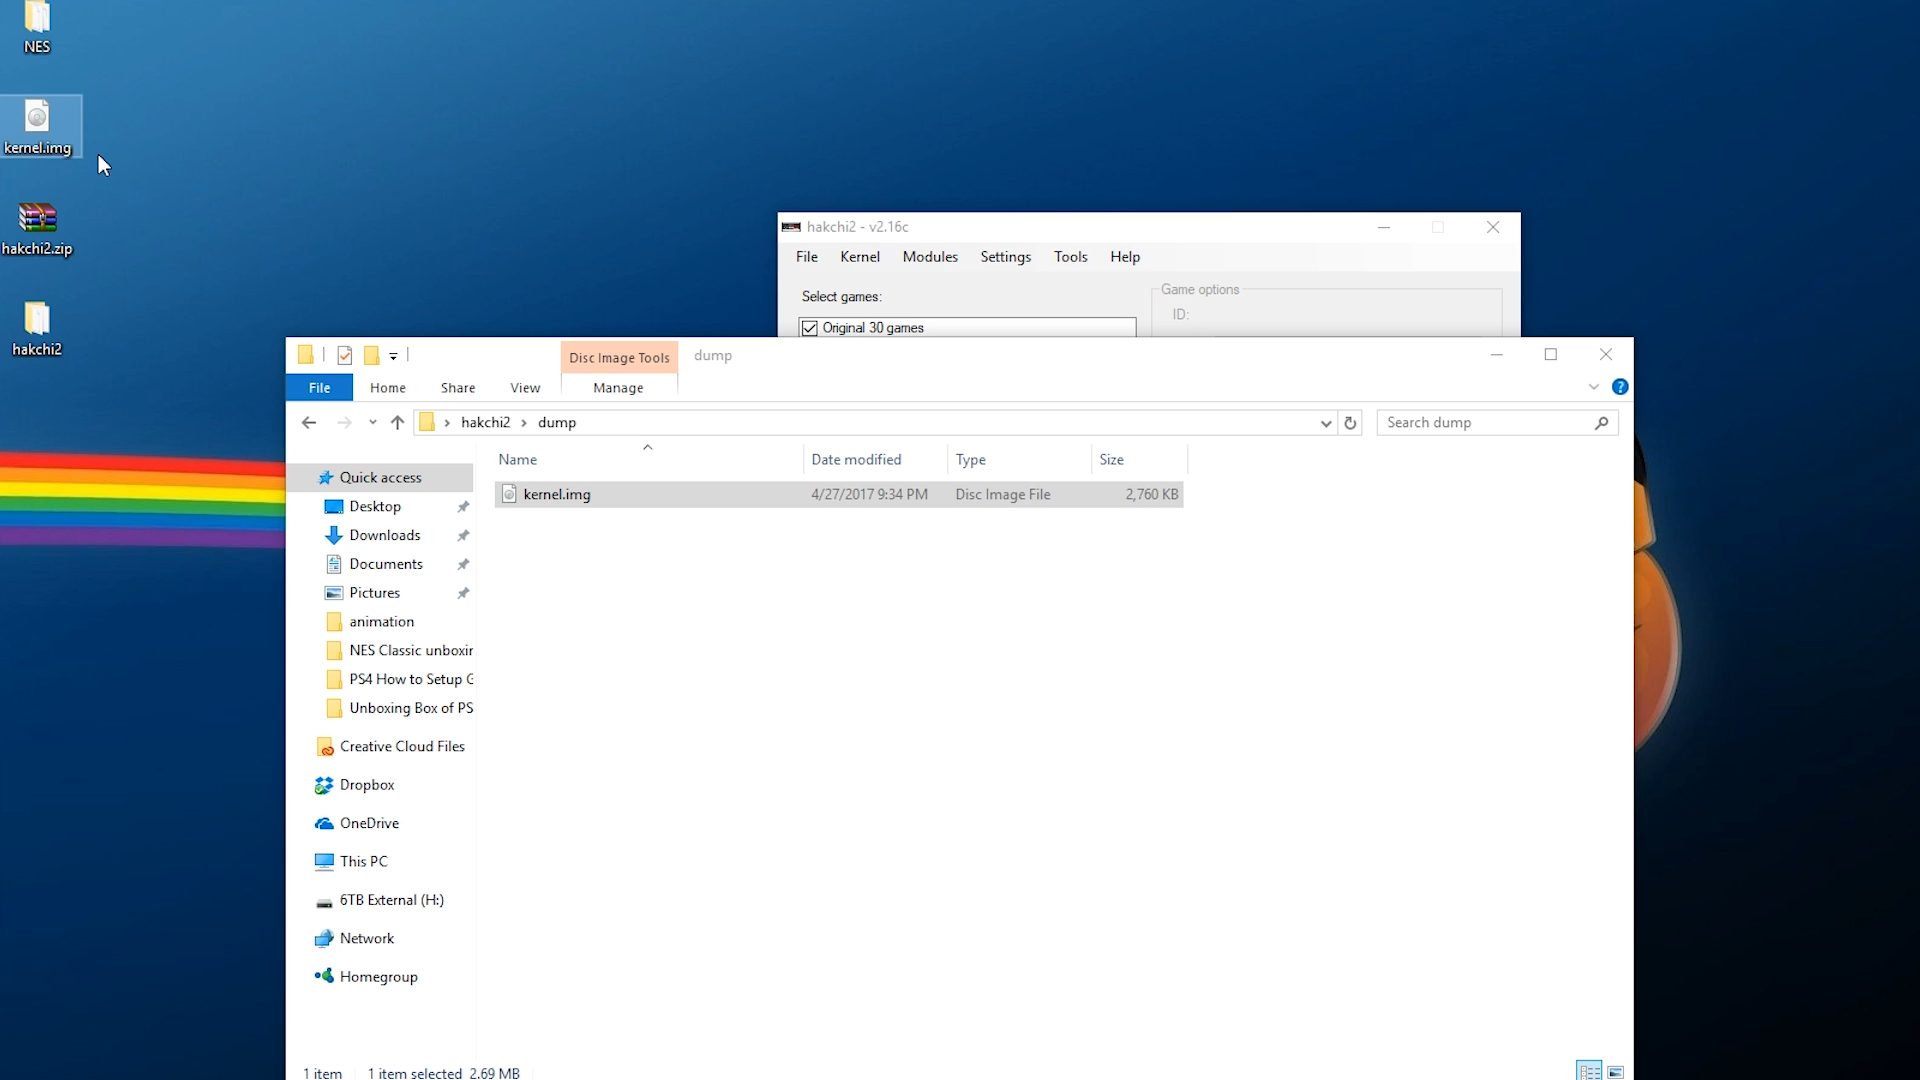 NES
kernel.img
hakchi2.zip
hakchi2
hakchi2 - v2.16c
File Kernel Modules Settings Tools Help
Select games:
Game options
ID:
Original 30 games
Disc Image Tools dump
File Home Share View Manage
hakchi2 dump
Search dump
Name Date modified Type Size
kernel.img 4/27/2017 9:34 PM Disc Image File 2,760 KB
Quick access
Desktop
Downloads
Documents
Pictures
animation
NES Classic unboxin
PS4 How to Setup G
Unboxing Box of PS
Creative Cloud Files
Dropbox
OneDrive
This PC
6TB External (H:)
Network
Homegroup
1 item 1 item selected 2.69 MB